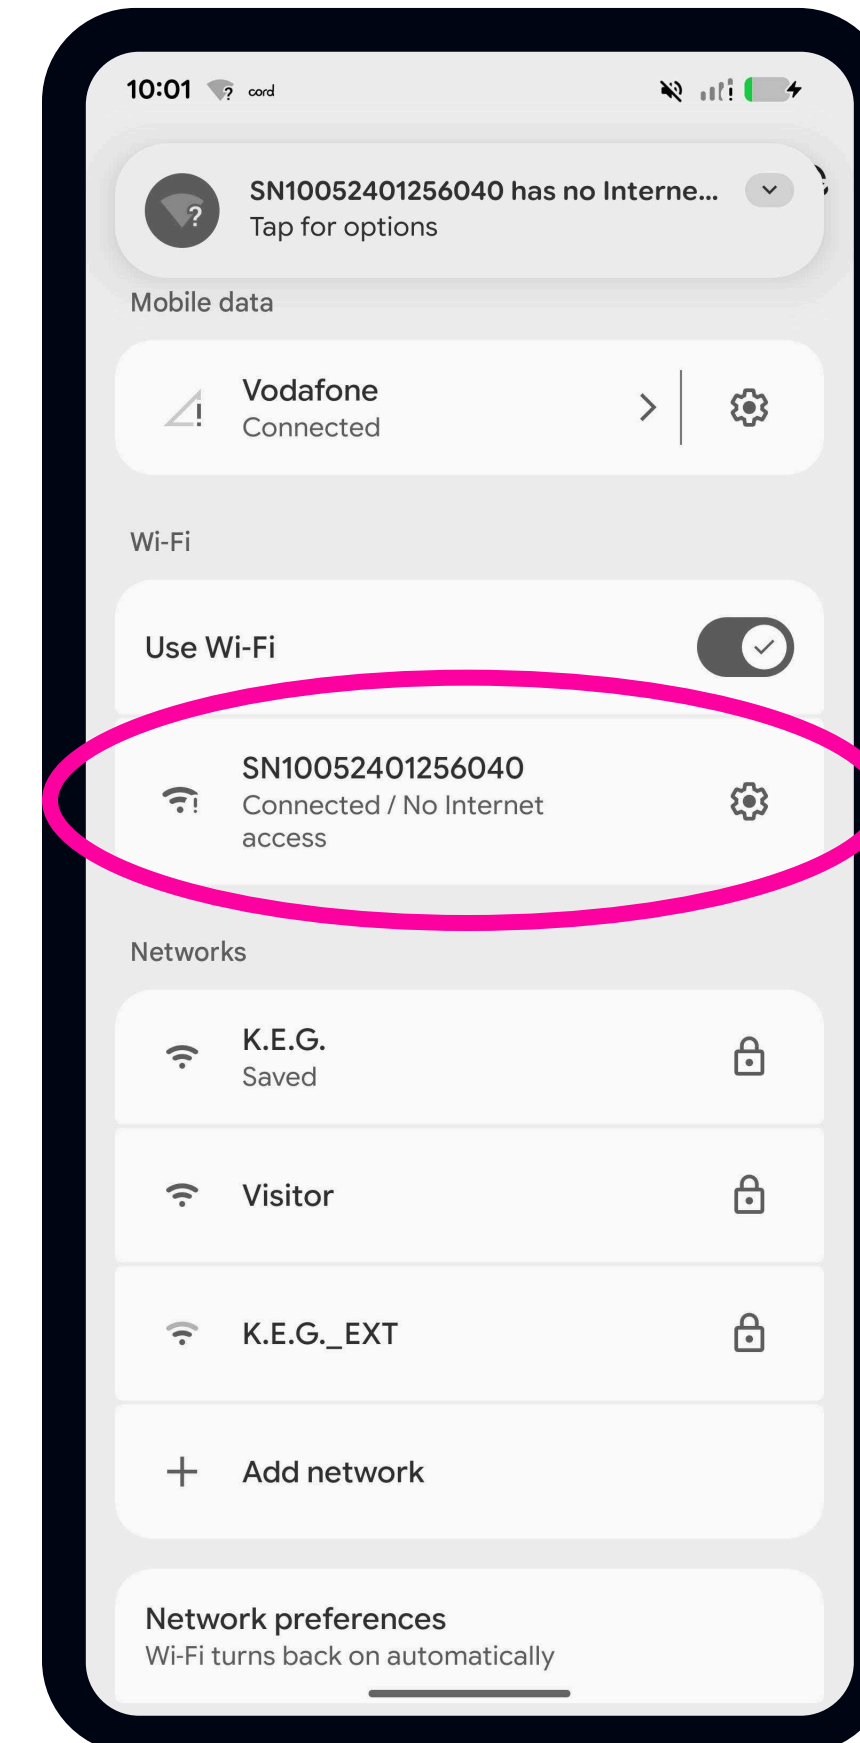 10:01 cord
SN10052401256040 has no Interne...
Tap for options
Mobile data
Vodafone
Connected
Wi-Fi
Use Wi-Fi
SN10052401256040
Connected / No Internet
access
Networks
K.E.G.
Saved
Visitor
K.E.G._EXT
Add network
Network preferences
Wi-Fi turns back on automatically